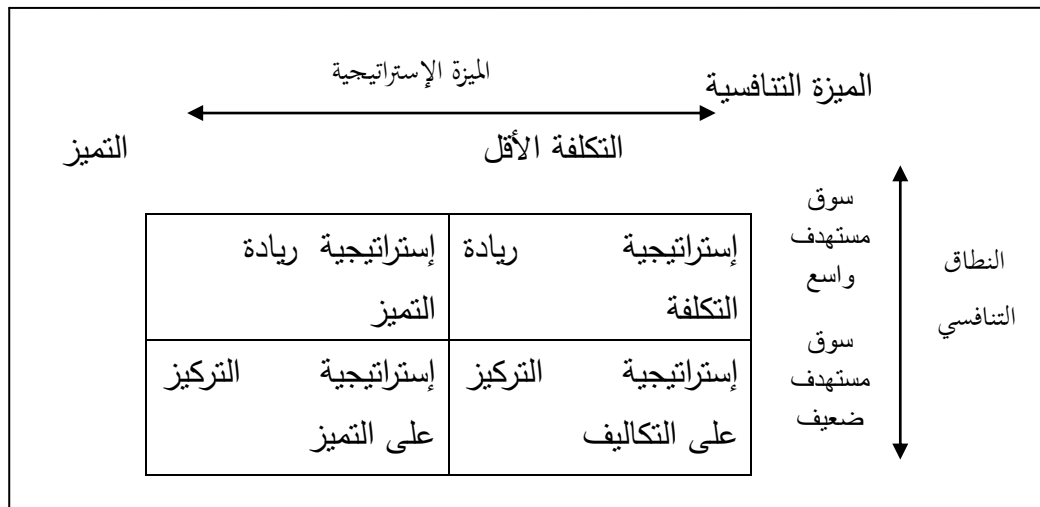 الميزة الإستراتيجية
الميزة التنافسية
التكلفة الأقل
التميز
النطاق
التنافسي
سوق
مستهدف
واسع
إستراتيجية ريادة
التكلفة
إستراتيجية ريادة
التميز
سوق
مستهدف
ضعيف
إستراتيجية التركيز
على التكاليف
إستراتيجية التركيز
على التميز